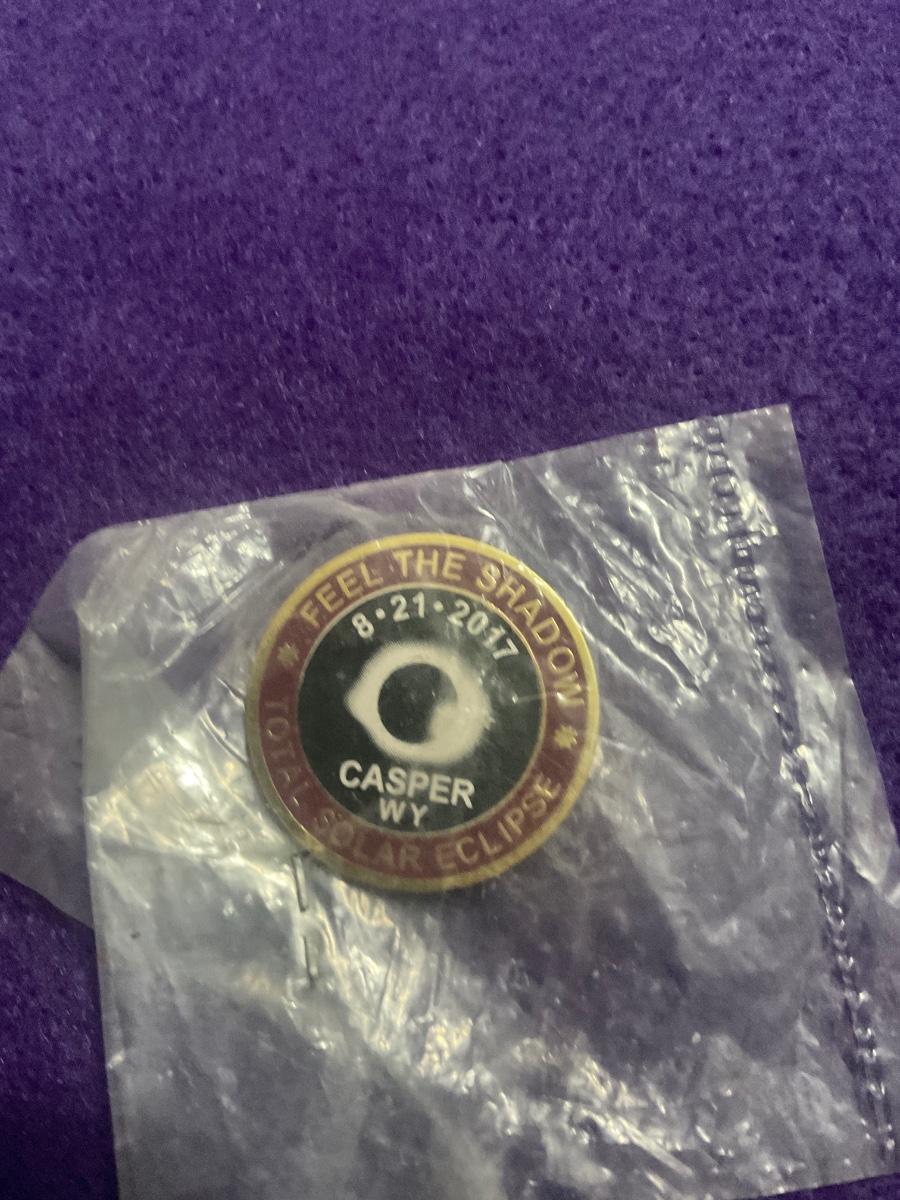 FEEL THE SHADOW
8•21•2017
CASPER
WY
TOTAL SOLAR ECLIPSE